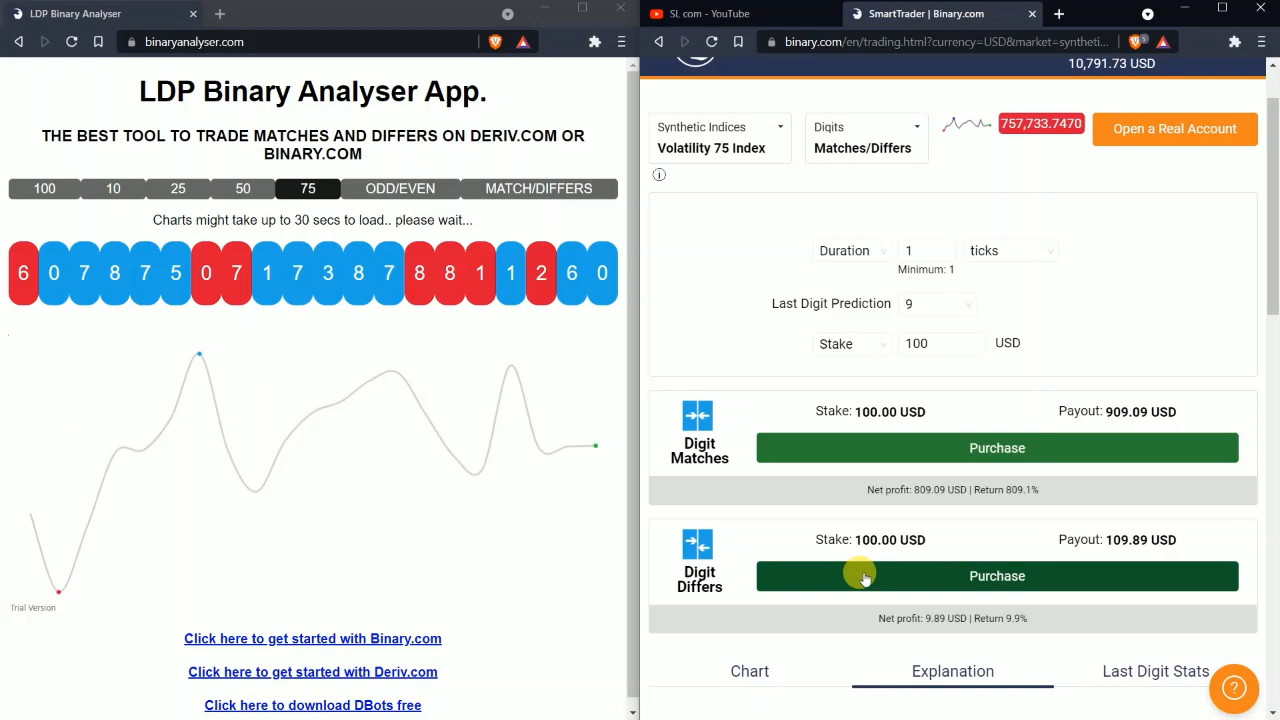 LDP Binary Analyser
binaryanalyser.com
LDP Binary Analyser App.
THE BEST TOOL TO TRADE MATCHES AND DIFFERS ON DERIV.COM OR
BINARY.COM
100 10 25 50 75 ODD/EVEN MATCH/DIFFERS
Charts might take up to 30 secs to load.. please wait...
6 0 7 8 7 5 0 7 1 7 3 8 7 8 8 1 1 2 6 0
Trial Version
Click here to get started with Binary.com
Click here to get started with Deriv.com
Click here to download DBots free
SL com - YouTube
SmartTrader | Binary.com
binary.com/en/trading.html?currency=USD&market=syntheti...
5
10,791.73 USD
Synthetic Indices
Volatility 75 Index
Digits
Matches/Differs
757,733.7470
Open a Real Account
Duration 1 ticks
Minimum: 1
Last Digit Prediction 9
Stake 100 USD
Digit
Matches
Stake: 100.00 USD Payout: 909.09 USD
Purchase
Net profit: 809.09 USD | Return 809.1%
Digit
Differs
Stake: 100.00 USD Payout: 109.89 USD
Purchase
Net profit: 9.89 USD | Return 9.9%
Chart Explanation Last Digit Stats